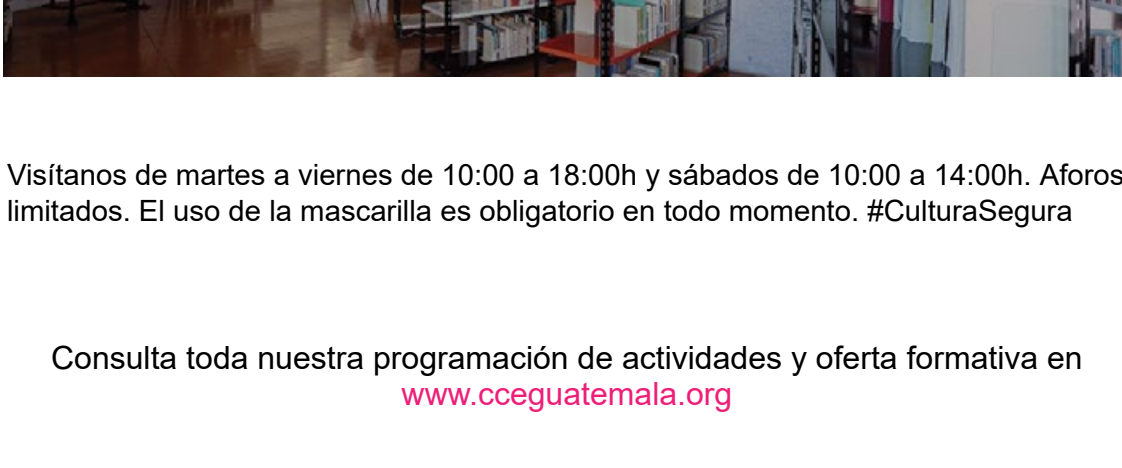 Visítanos de martes a viernes de 10:00 a 18:00h y sábados de 10:00 a 14:00h. Aforos
limitados. El uso de la mascarilla es obligatorio en todo momento. #CulturaSegura
Consulta toda nuestra programación de actividades y oferta formativa en
www.cceguatemala.org